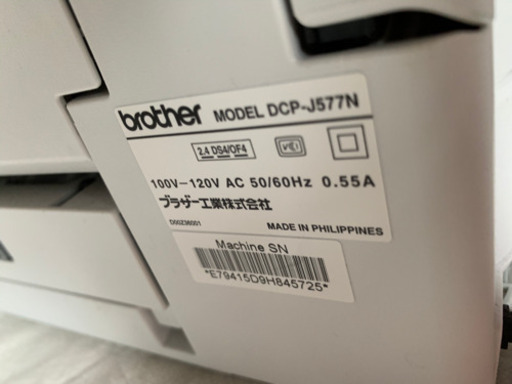 brother MODEL DCP-J577N
2.4 DS4/OF4
100V-120V AC 50/60Hz 0.55A
ブラザー工業株式会社
D00Z36001
MADE IN PHILIPPINES
Machine SN
*E79415D9H845725*